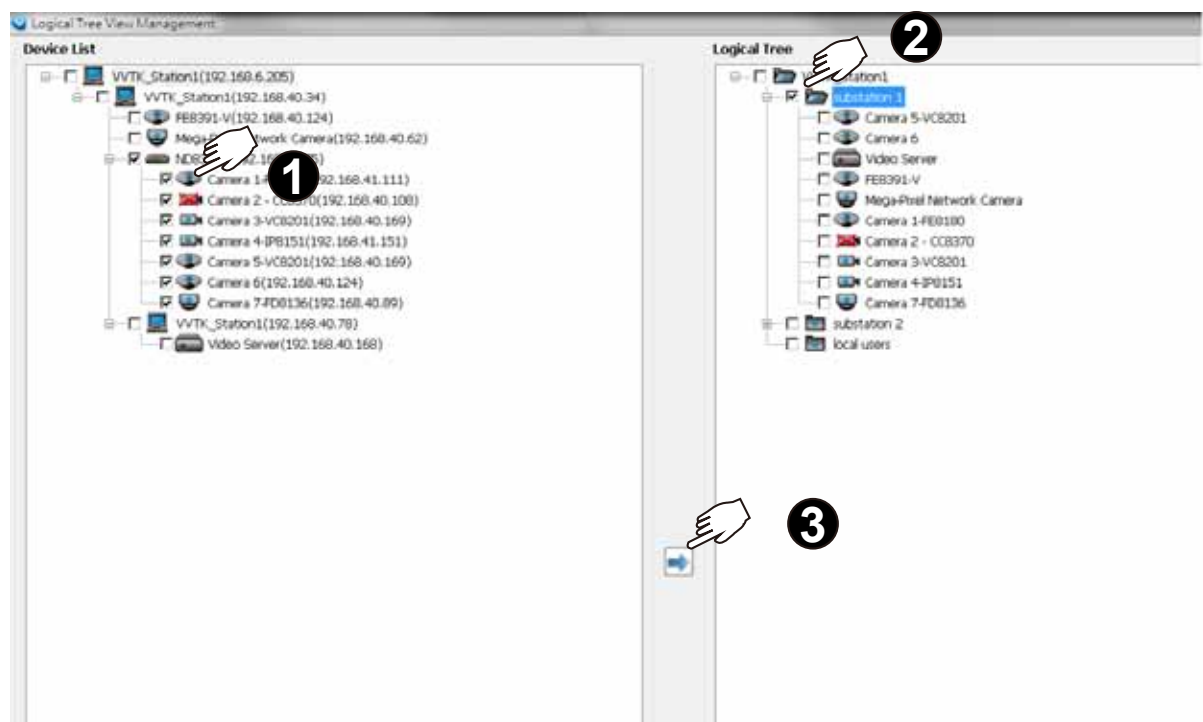 Logical Tree View Management
Device List
VVTK_Station1(192.168.6.205)
VVTK_Station1(192.168.40.34)
FE8391-V(192.168.40.124)
Network Camera(192.168.40.62)
Camera 92.168.41.111)
Camera 2 - CC8370(192.168.40.108)
Camera 3-VC8201(192.168.40.169)
Camera 4-IP8151(192.168.41.151)
Camera 5-VC8201(192.168.40.169)
Camera 6(192.168.40.124)
Camera 7-FD8136(192.168.40.89)
VVTK_Station1(192.168.40.78)
Video Server(192.168.40.168)
1
3
Logical Tree
2
substation 1
Camera 5-VC8201
Camera 6
Video Server
FE8391-V
Mega-Pixel Network Camera
Camera 1-FE8180
Camera 2 - CC8370
Camera 3-VC8201
Camera 4-IP8151
Camera 7-FD8136
substation 2
local users